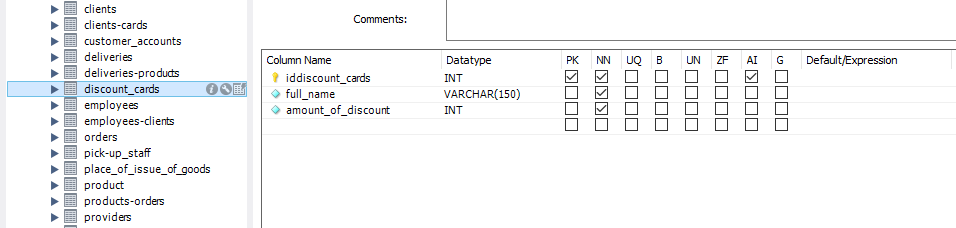 clients
clients-cards
customer_accounts
deliveries
deliveries-products
discount_cards
employees
employees-clients
orders
pick-up_staff
place_of_issue_of_goods
product
products-orders
providers
Comments:
Column Name Datatype PK NN UQ B UN ZF AI G Default/Expression
iddiscount_cards INT
full_name VARCHAR(150)
amount_of_discount INT